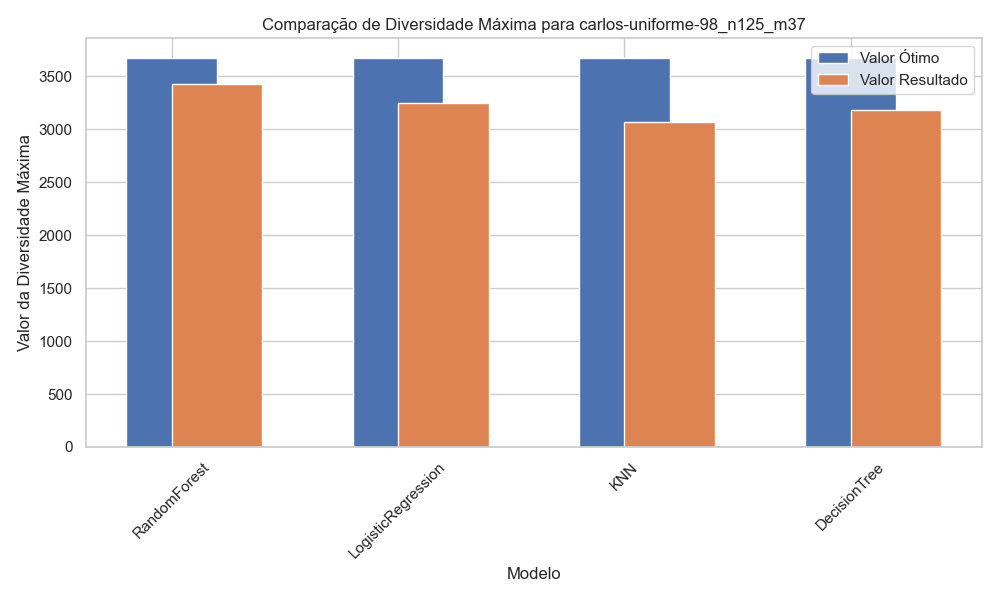 Comparação de Diversidade Máxima para carlos-uniforme-98_n125_m37
Valor Ótimo
Valor Resultado
Valor da Diversidade Máxima
3500
3000
2500
2000
1500
1000
500
0
RandomForest
LogisticRegression
KNN
DecisionTree
Modelo